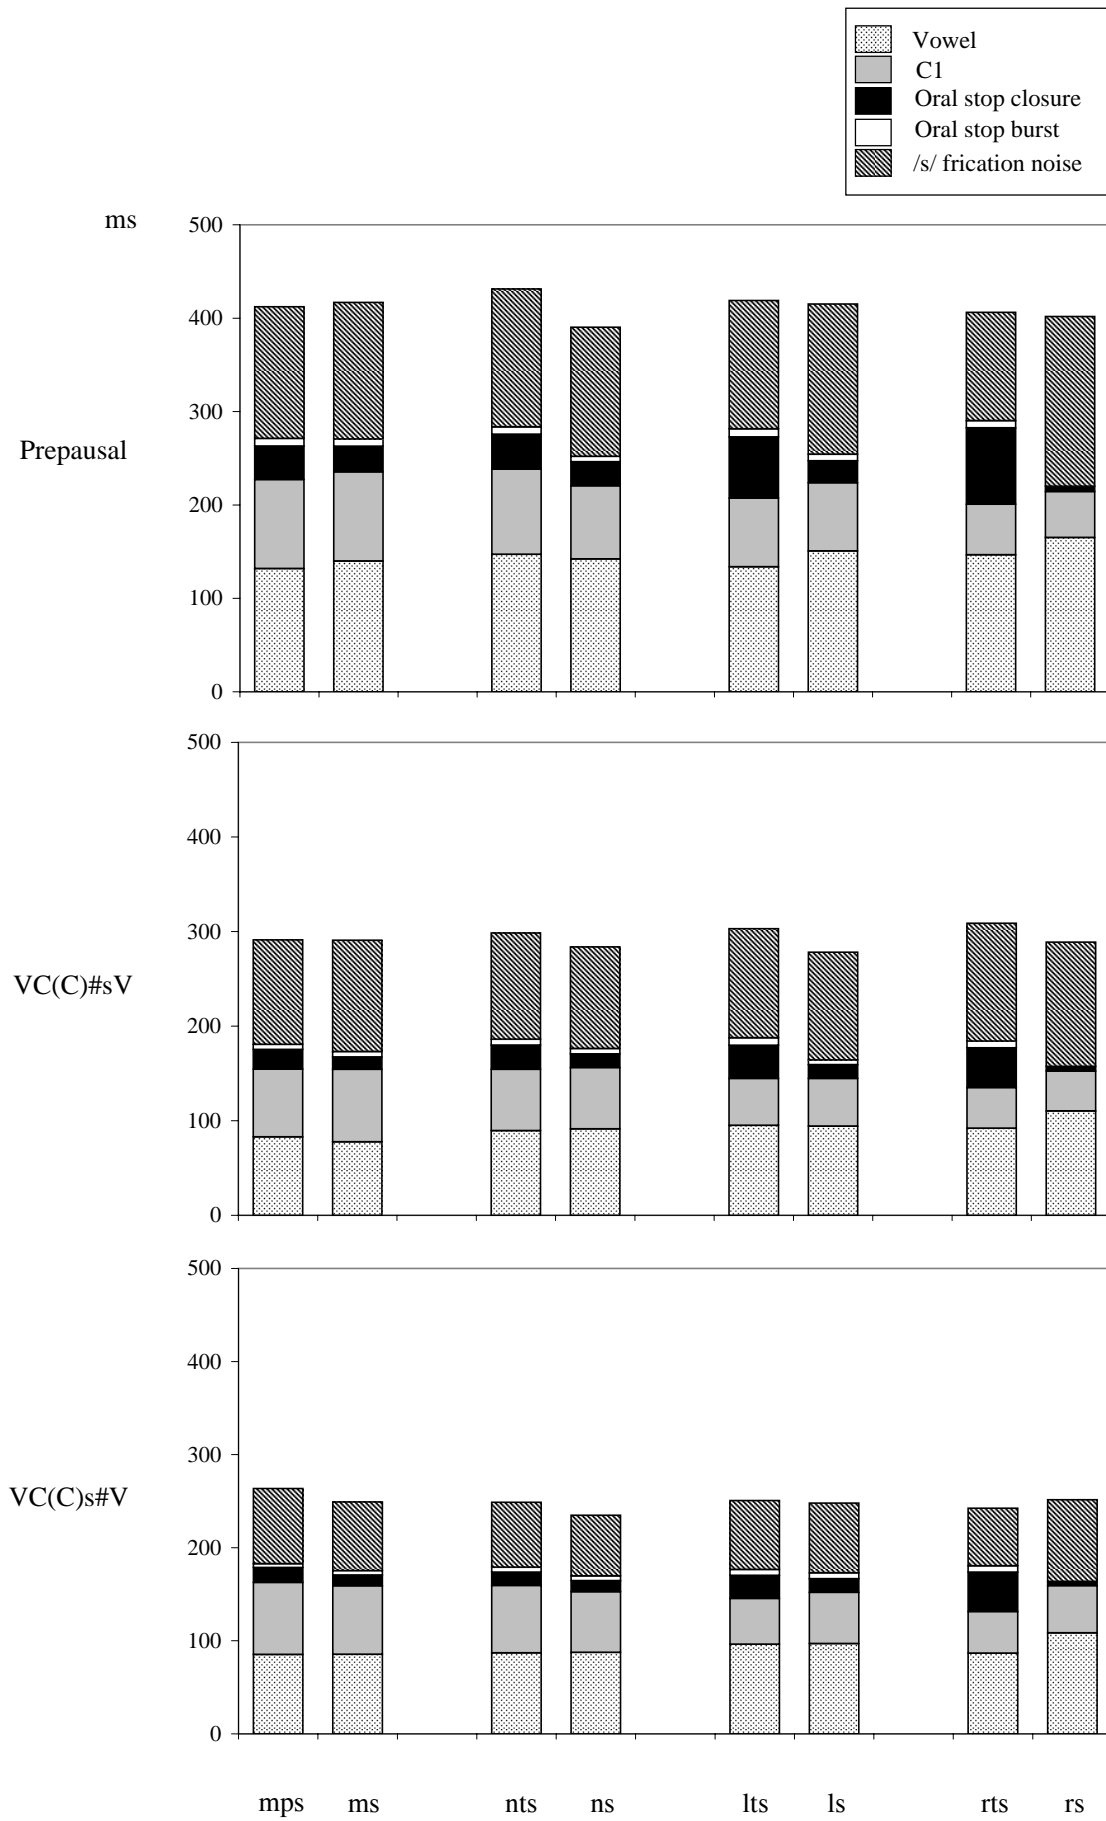 Vowel
C1
Oral stop closure
Oral stop burst
/s/ frication noise
ms
500
400
300
200
100
0
Prepausal
500
400
300
200
100
0
VC(C)#sV
500
400
300
200
100
0
VC(C)s#V
mps ms nts ns lts ls rts rs